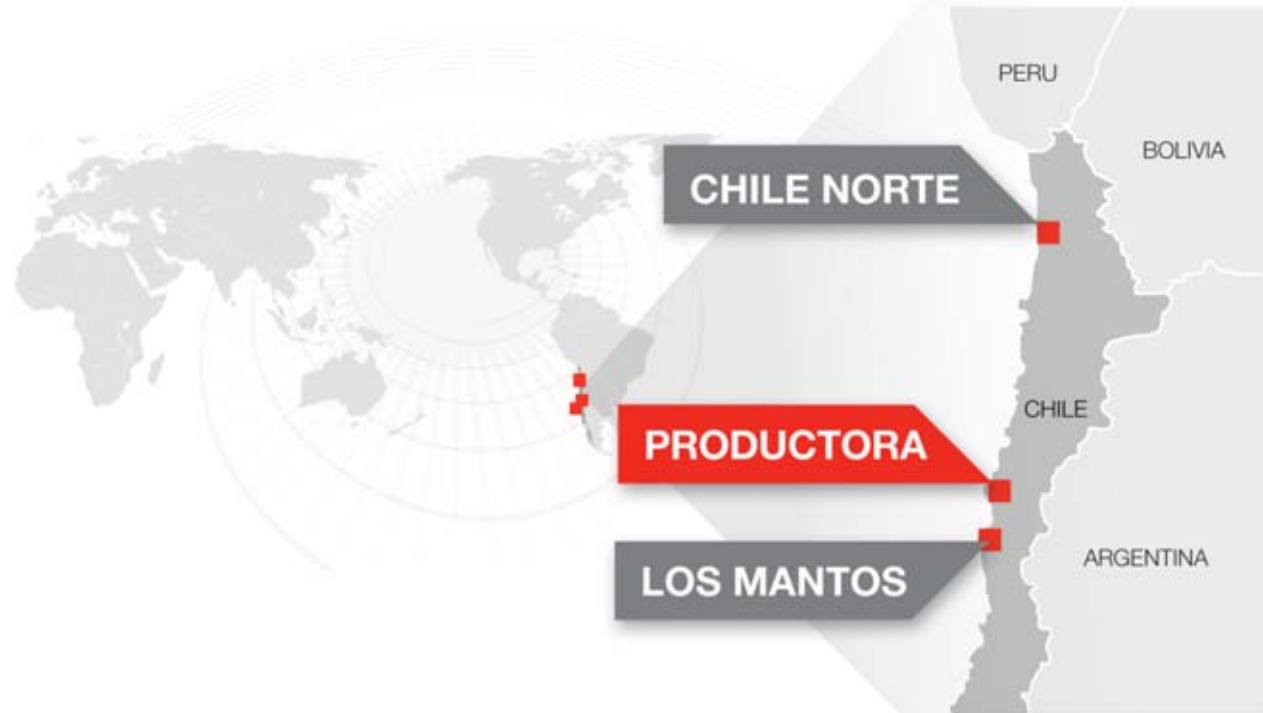 PERU
BOLIVIA
CHILE NORTE
CHILE
PRODUCTORA
LOS MANTOS
ARGENTINA